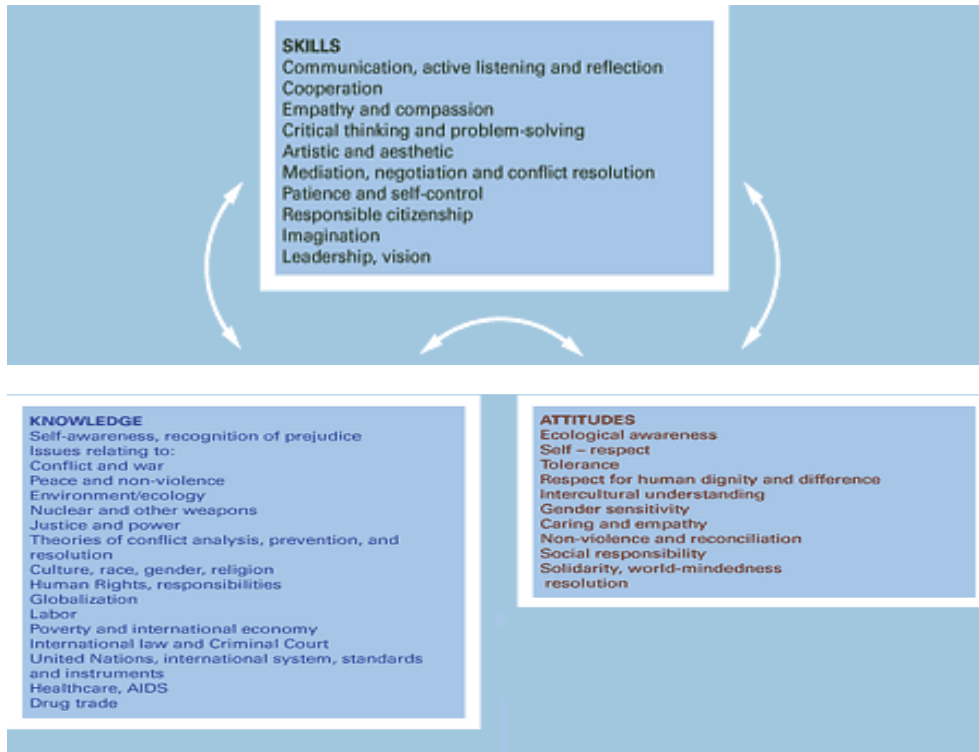 SKILLS
Communication, active listening and reflection
Cooperation
Empathy and compassion
Critical thinking and problem-solving
Artistic and aesthetic
Mediation, negotiation and conflict resolution
Patience and self-control
Responsible citizenship
Imagination
Leadership, vision
KNOWLEDGE
Self-awareness, recognition of prejudice
Issues relating to:
Conflict and war
Peace and non-violence
Environment/ecology
Nuclear and other weapons
Justice and power
Theories of conflict analysis, prevention, and
resolution
Culture, race, gender, religion
Human Rights, responsibilities
Globalization
Labor
Poverty and international economy
International law and Criminal Court
United Nations, international system, standards
and instruments
Healthcare, AIDS
Drug trade
ATTITUDES
Ecological awareness
Self – respect
Tolerance
Respect for human dignity and difference
Intercultural understanding
Gender sensitivity
Caring and empathy
Non-violence and reconciliation
Social responsibility
Solidarity, world-mindedness
resolution